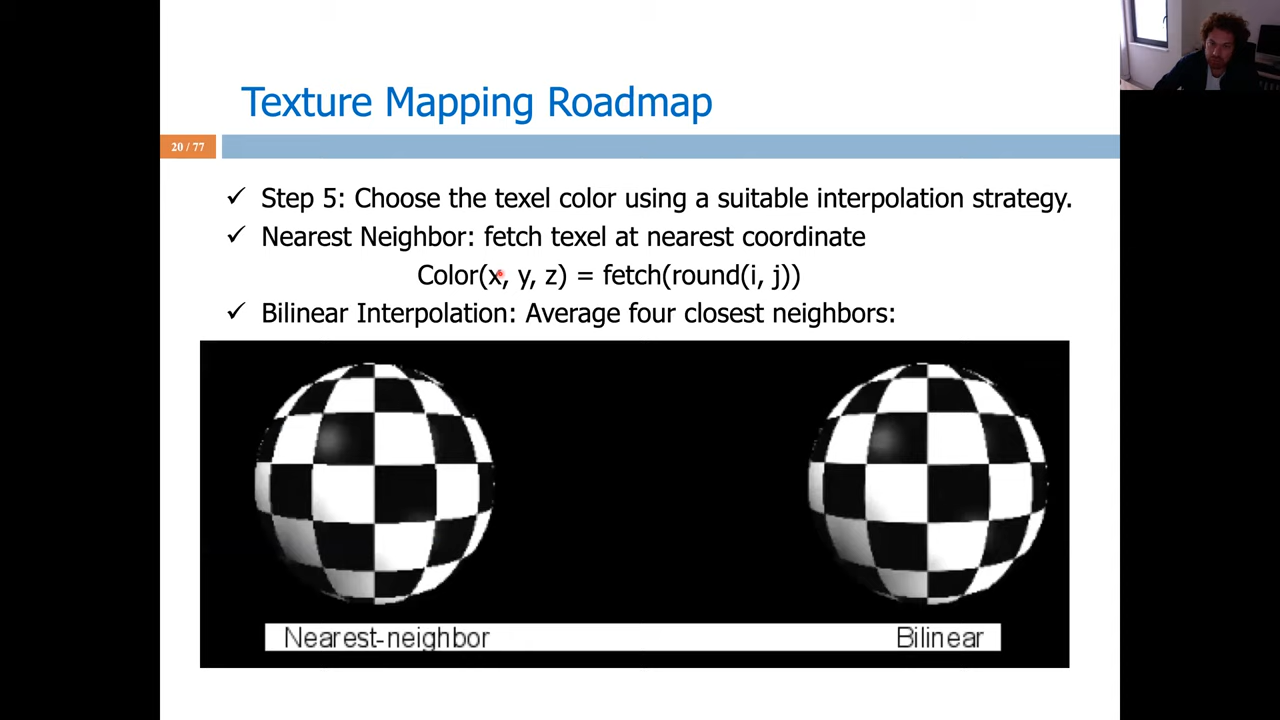 Texture Mapping Roadmap
20 / 77
✓ Step 5: Choose the texel color using a suitable interpolation strategy.
✓ Nearest Neighbor: fetch texel at nearest coordinate
Color(x, y, z) = fetch(round(i, j))
✓ Bilinear Interpolation: Average four closest neighbors:
Nearest-neighbor
Bilinear